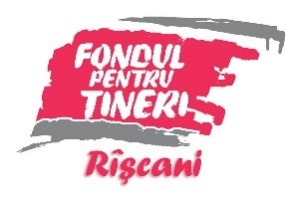 FONDUL
PENTRU
TINERI
Rîşcani